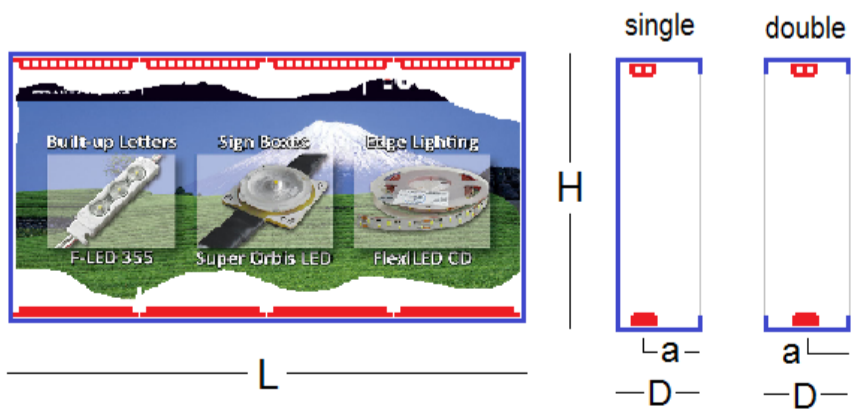 single double
Built-up Letters Sign Boxes Edge Lighting
F-LED 355 Super Orbis LED FlexiLED CD
H
L
a a
D D